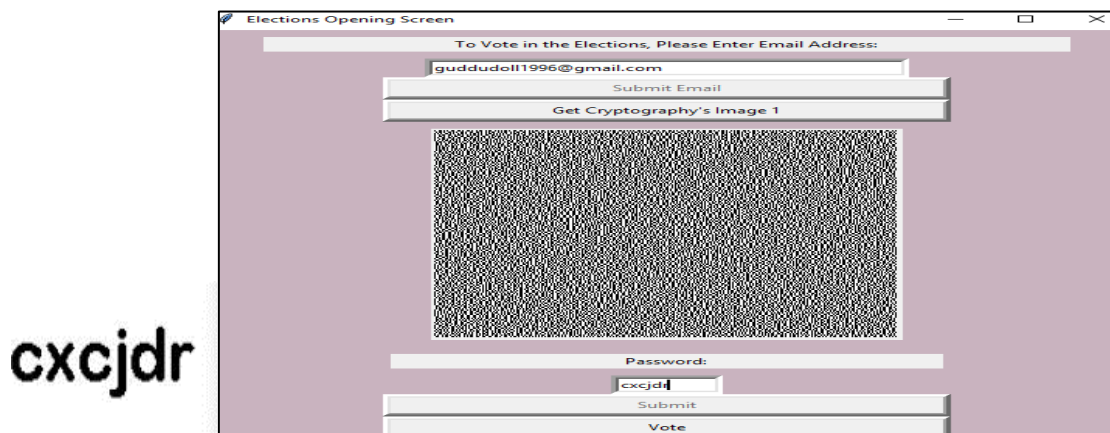 Elections Opening Screen
To Vote in the Elections, Please Enter Email Address:
guddudoll1996@gmail.com
Submit Email
Get Cryptography's Image 1
cxcjdr
Password:
cxcjdr
Submit
Vote